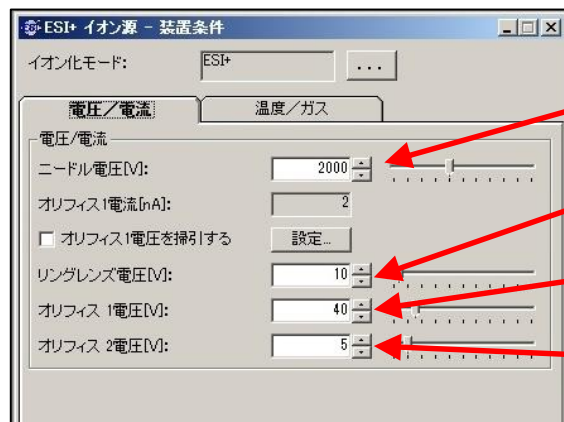 ESI+ イオン源 - 装置条件
イオン化モード: ESI+ ...
電圧/電流 温度/ガス
電圧/電流
ニードル電圧[V]: 2000
オリフィス1電流[nA]: 2
オリフィス1電圧を掃引する 設定...
リングレンズ電圧[V]: 10
オリフィス 1電圧[V]: 40
オリフィス 2電圧[V]: 5